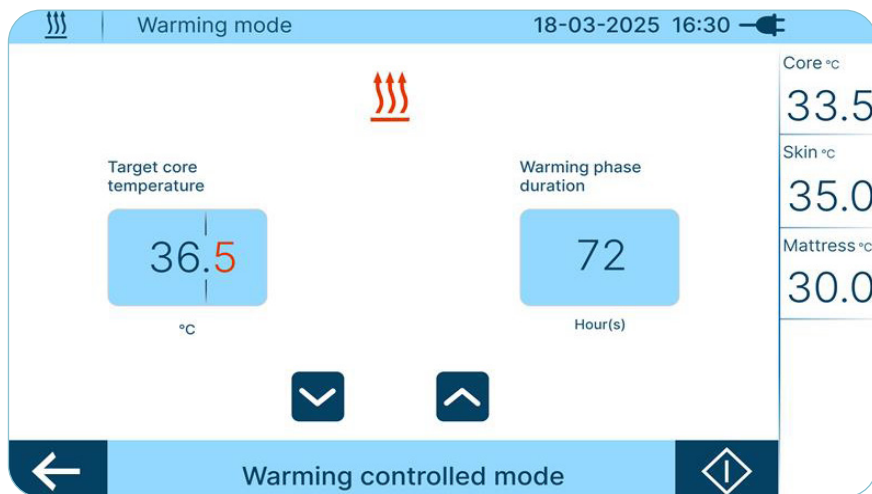 Warming mode
18-03-2025 16:30
Core °C
33.5
Skin °C
35.0
Mattress °C
30.0
Target core
temperature
36.5
°C
Warming phase
duration
72
Hour(s)
Warming controlled mode